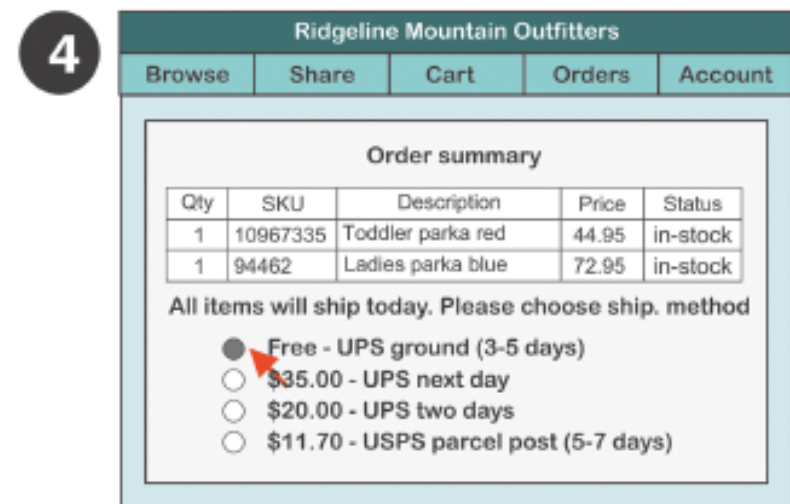 4
Ridgeline Mountain Outfitters
Browse Share Cart Orders Account
Order summary
Qty SKU Description Price Status
1 10967335 Toddler parka red 44.95 in-stock
1 94462 Ladies parka blue 72.95 in-stock
All items will ship today. Please choose ship. method
Free - UPS ground (3-5 days)
$35.00 - UPS next day
$20.00 - UPS two days
$11.70 - USPS parcel post (5-7 days)